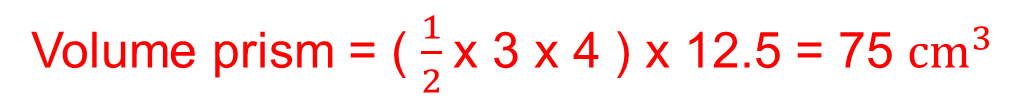 Volume prism = ( 1/2 x 3 x 4 ) x 12.5 = 75 cm³